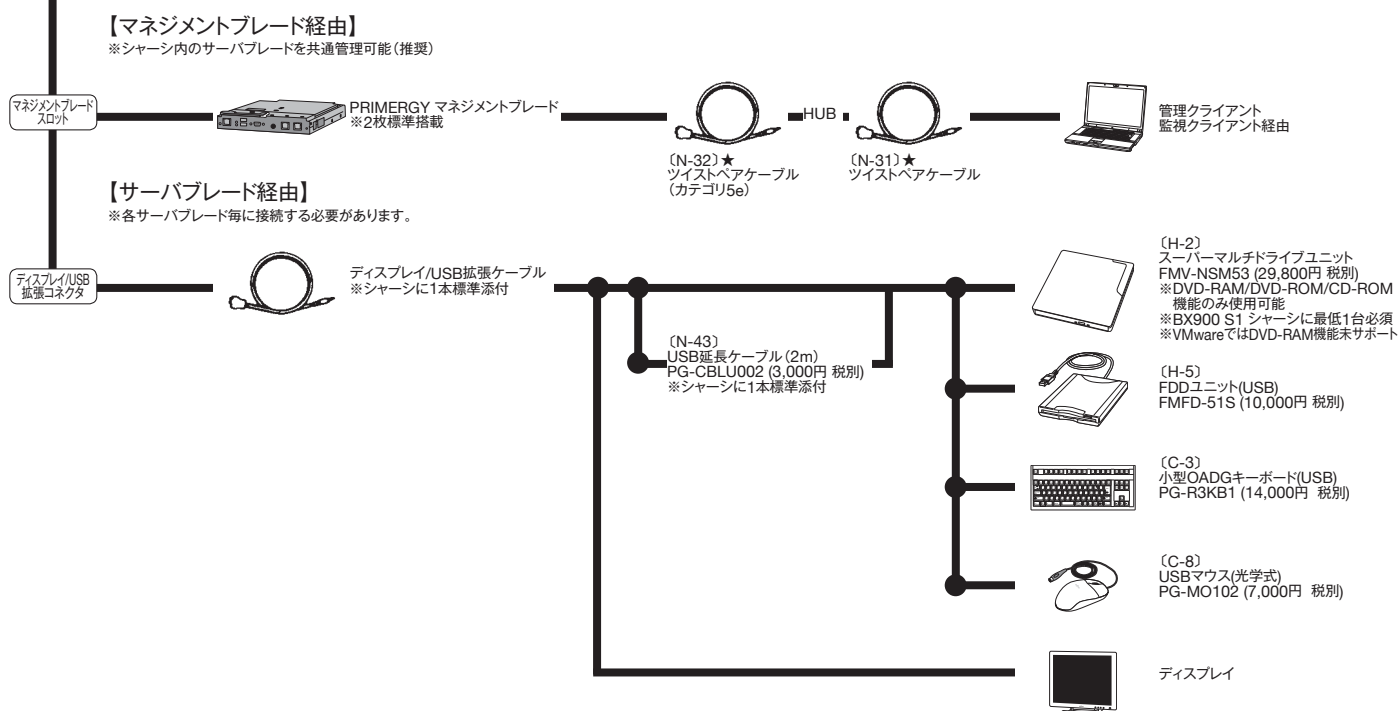 【マネジメントブレード経由】
※シャーシ内のサーバブレードを共通管理可能(推奨)
マネジメントブレード
スロット
PRIMERGY マネジメントブレード
※2枚標準搭載
HUB
〔N-32〕★
ツイストペアケーブル
(カテゴリ5e)
〔N-31〕★
ツイストペアケーブル
管理クライアント
監視クライアント経由
【サーバブレード経由】
※各サーバブレード毎に接続する必要があります。
ディスプレイ/USB
拡張コネクタ
ディスプレイ/USB拡張ケーブル
※シャーシに1本標準添付
〔N-43〕
USB延長ケーブル(2m)
PG-CBLU002 (3,000円 税別)
※シャーシに1本標準添付
〔H-2〕
スーパーマルチドライブユニット
FMV-NSM53 (29,800円 税別)
※DVD-RAM/DVD-ROM/CD-ROM
機能のみ使用可能
※BX900 S1 シャーシに最低1台必須
※VMwareではDVD-RAM機能未サポート
〔H-5〕
FDDユニット(USB)
FMFD-51S (10,000円 税別)
〔C-3〕
小型OADGキーボード(USB)
PG-R3KB1 (14,000円 税別)
〔C-8〕
USBマウス(光学式)
PG-MO102 (7,000円 税別)
ディスプレイ